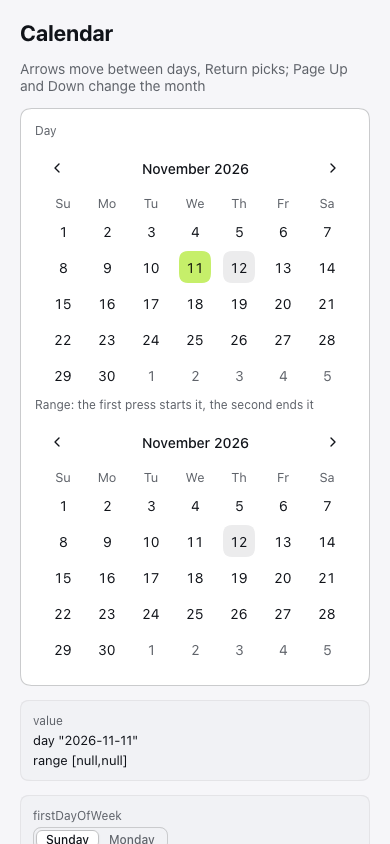 Calendar
Arrows move between days, Return picks; Page Up
and Down change the month
Day
November 2026
Su Mo Tu We Th Fr Sa
1 2 3 4 5 6 7
8 9 10 11 12 13 14
15 16 17 18 19 20 21
22 23 24 25 26 27 28
29 30 1 2 3 4 5
Range: the first press starts it, the second ends it
November 2026
Su Mo Tu We Th Fr Sa
1 2 3 4 5 6 7
8 9 10 11 12 13 14
15 16 17 18 19 20 21
22 23 24 25 26 27 28
29 30 1 2 3 4 5
value
day "2026-11-11"
range [null,null]
firstDayOfWeek
Sunday Monday